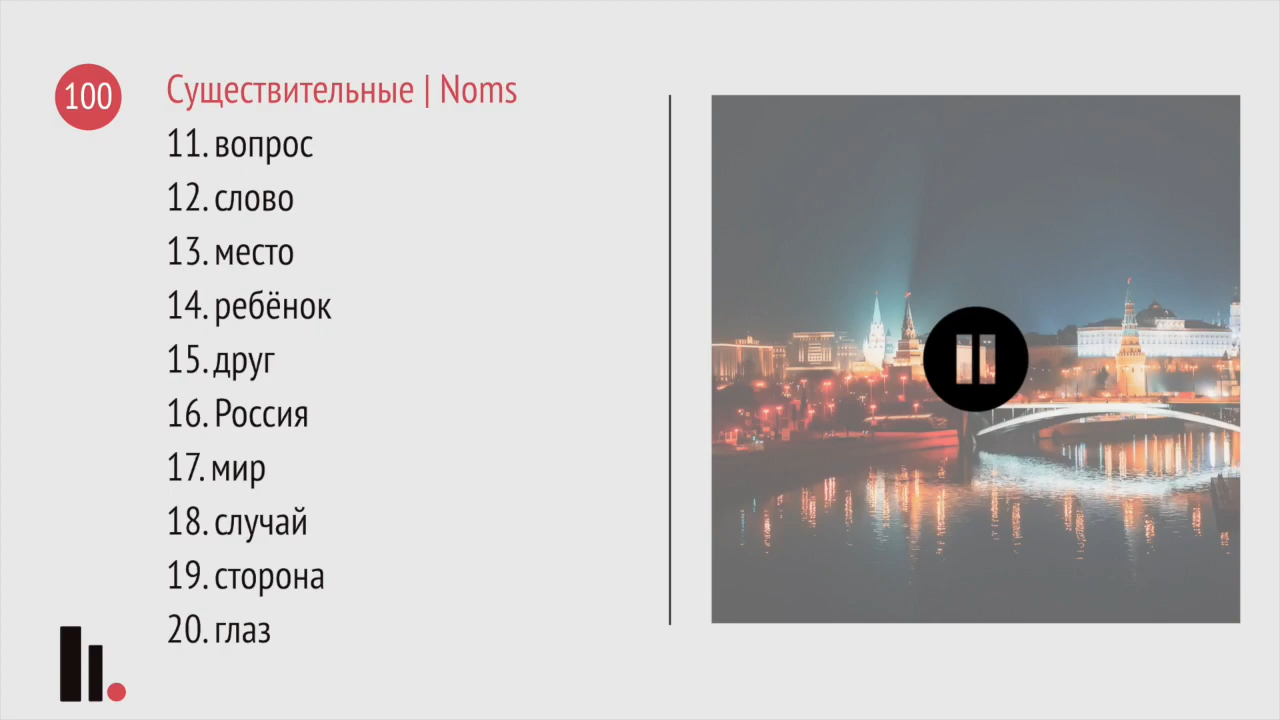 100
Существительные | Noms
11. вопрос
12. слово
13. место
14. ребёнок
15. друг
16. Россия
17. мир
18. случай
19. сторона
20. глаз